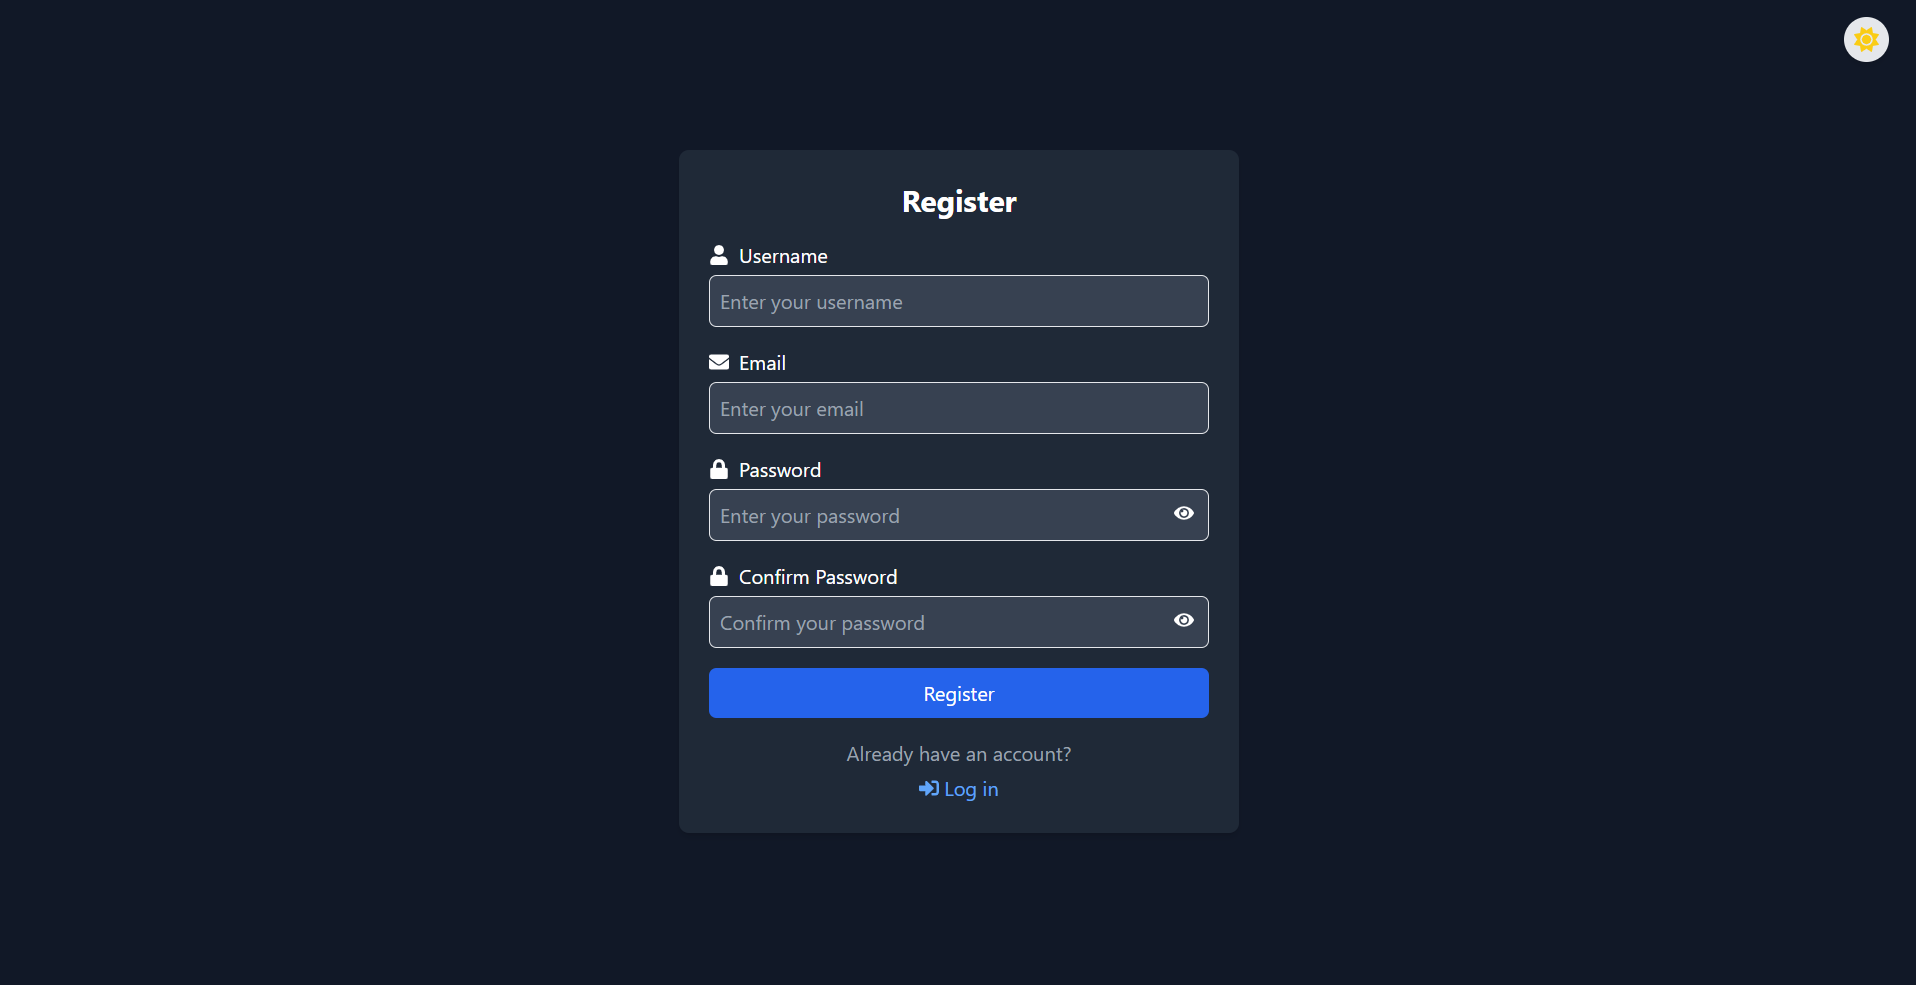 Register
Username
Enter your username
Email
Enter your email
Password
Enter your password
Confirm Password
Confirm your password
Register
Already have an account?
Log in